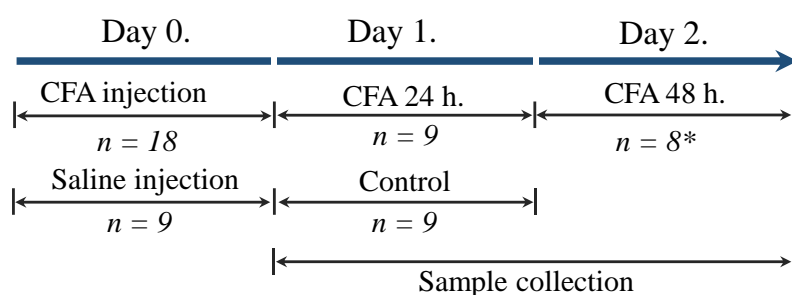 Day 0. Day 1. Day 2.
CFA injection CFA 24 h. CFA 48 h.
n = 18 n = 9 n = 8*
Saline injection Control
n = 9 n = 9
Sample collection